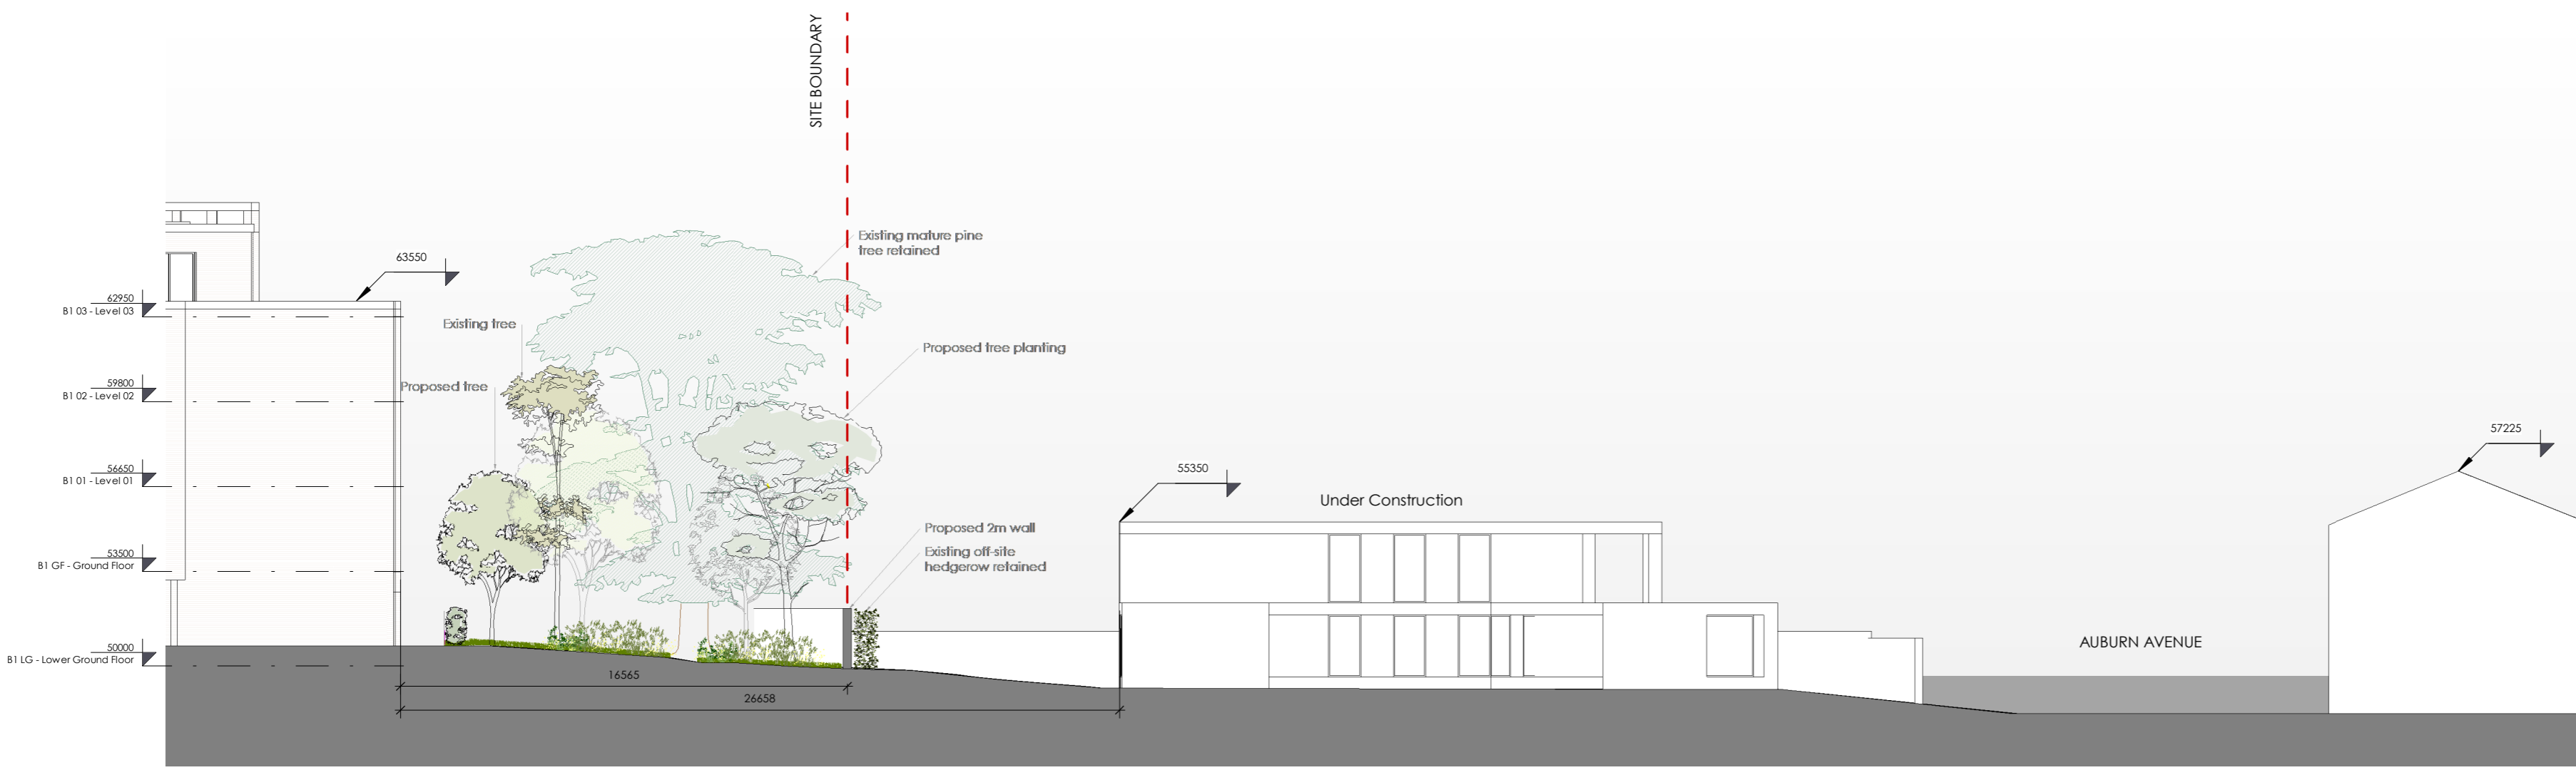 SITE BOUNDARY
Existing mature pine
tree retained
63550
62950
B1 03 - Level 03
Existing tree
Proposed tree planting
59800
B1 02 - Level 02
Proposed tree
57225
56650
B1 01 - Level 01
55350
Under Construction
Proposed 2m wall
Existing off-site
hedgerow retained
53500
B1 GF - Ground Floor
AUBURN AVENUE
50000
B1 LG - Lower Ground Floor
16565
26658